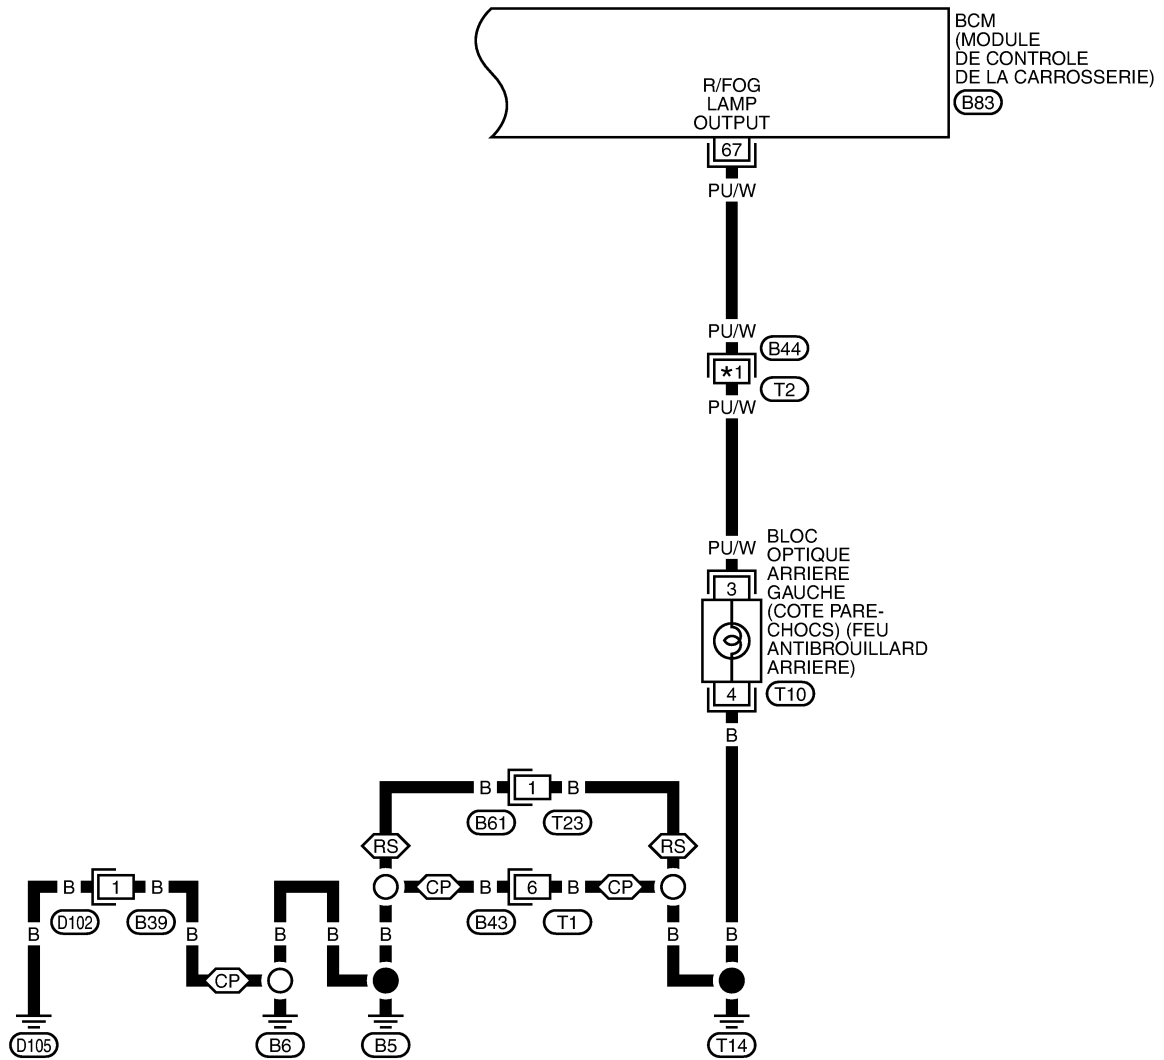 BCM
(MODULE
DE CONTROLE
DE LA CARROSSERIE)
B83
R/FOG
LAMP
OUTPUT
67
PU/W
PU/W
B44
*1
T2
PU/W
PU/W
BLOC
OPTIQUE
ARRIERE
GAUCHE
(COTE PARE-
CHOCS) (FEU
ANTIBROUILLARD
ARRIERE)
3
4
T10
B
B 1 B
B61 T23
RS RS
CP B 6 B CP
B 1 B
B43 T1
D102 B39
B B B B B B B
CP
D105 B6 B5 T14